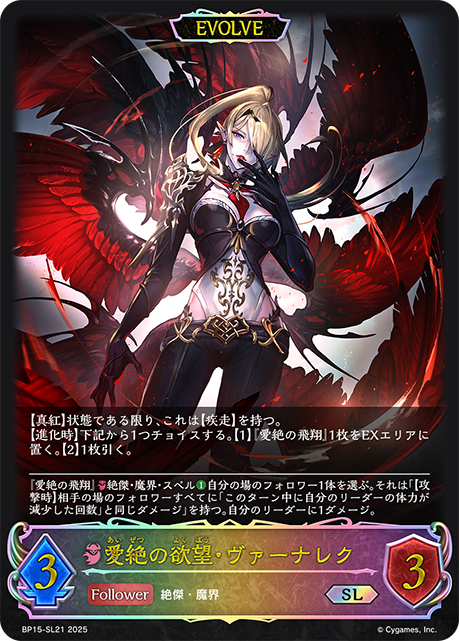 EVOLVE
【真紅】状態である限り、これは【疾走】を持つ。
【進化時】下記から1つチョイスする。【1】『愛絶の飛翔』1枚をEXエリアに
置く。【2】1枚引く。
『愛絶の飛翔』絶傑・魔界・スペル1自分の場のフォロワー1体を選ぶ。それは「【攻
撃時】相手の場のフォロワーすべてに「このターン中に自分のリーダーの体力が
減少した回数」と同じダメージ」を持つ。自分のリーダーに1ダメージ。
あいぜつ よくぼう
愛絶の欲望・ヴァーナレク
3
3
Follower 絶傑・魔界 SL
BP15-SL21 2025 © Cygames, Inc.